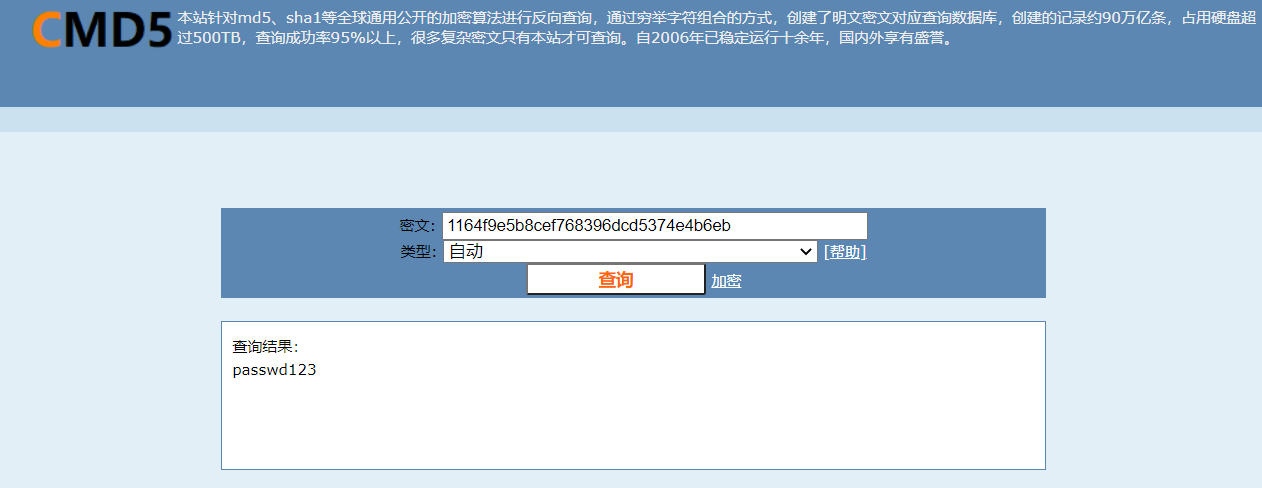 CMD5
本站针对md5、sha1等全球通用公开的加密算法进行反向查询，通过穷举字符组合的方式，创建了明文密文对应查询数据库，创建的记录约90万亿条，占用硬盘超
过500TB，查询成功率95%以上，很多复杂密文只有本站才可查询。自2006年已稳定运行十余年，国内外享有盛誉。
密文: 1164f9e5b8cef768396dcd5374e4b6eb
类型: 自动 [帮助]
查询 加密
查询结果:
passwd123